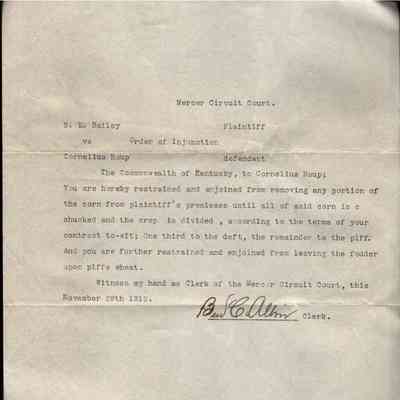 Mercer Circuit Court.
Bailey Plaintiff
vs Order of Injunction
Cornelius Roup defendant
The Commonwealth of Kentucky, to Cornelius Roup;
You are hereby restrained and enjoined from removing any portion of
the corn from plaintiff's premises until all of said corn is c
shucked and the crop is divided , according to the terms of your
contract to-wit; One third to the deft, the remainder to the plff.
And you are further restrained and enjoined from leaving the fodder
upon plffs wheat.
Witness my hand as Clerk of the Mercer Circuit Court, this
November
Ben C. Allin Clerk.